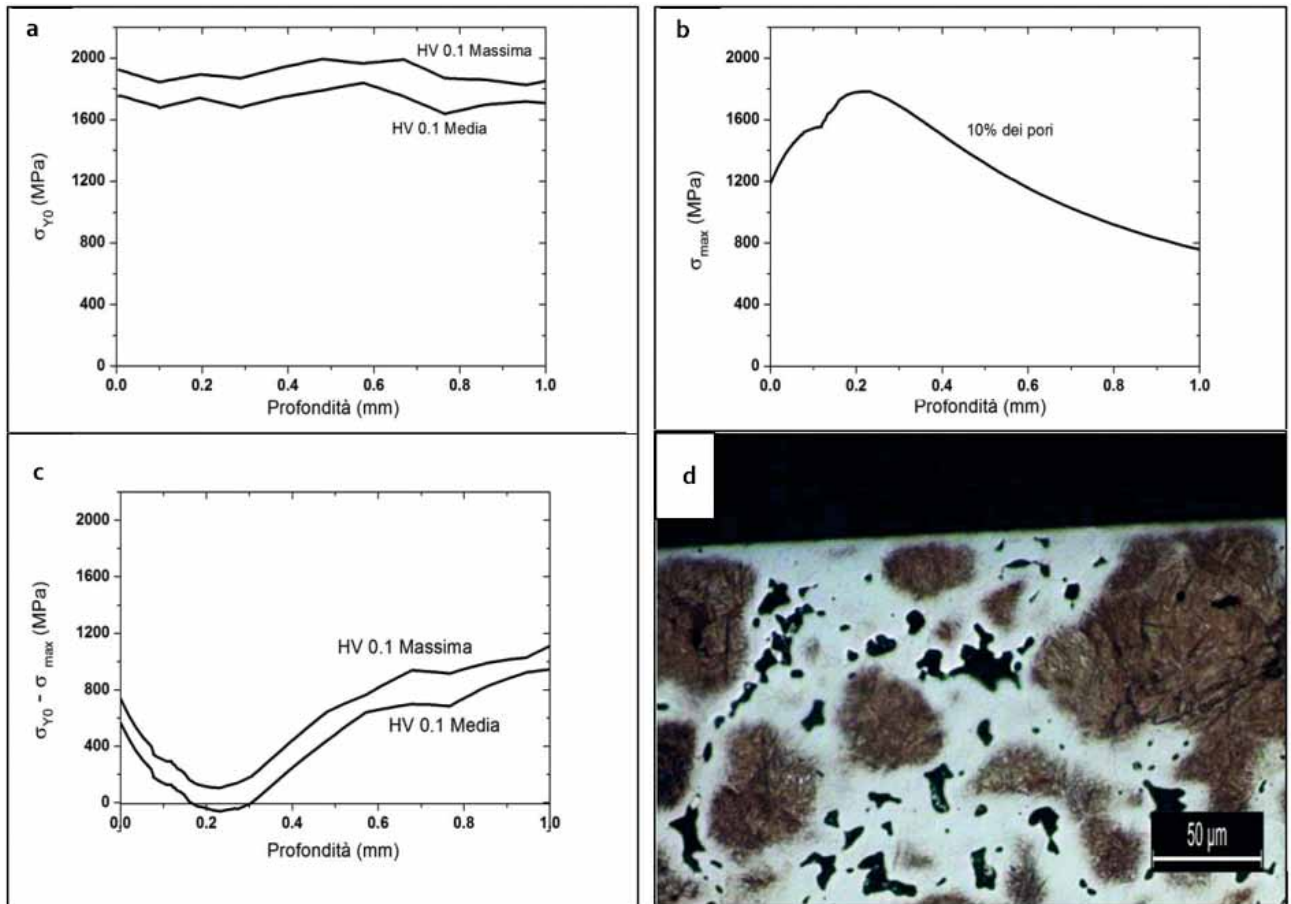 a
2000
1600
1200
800
400
0
σY0 (MPa)
HV 0.1 Massima
HV 0.1 Media
0.0 0.2 0.4 0.6 0.8 1.0
Profondità (mm)
b
2000
1600
1200
800
400
0
σmax (MPa)
10% dei pori
0.0 0.2 0.4 0.6 0.8 1.0
Profondità (mm)
c
2000
1600
1200
800
400
0
σY0 - σmax (MPa)
HV 0.1 Massima
HV 0.1 Media
0.0 0.2 0.4 0.6 0.8 1.0
Profondità (mm)
d
50 µm